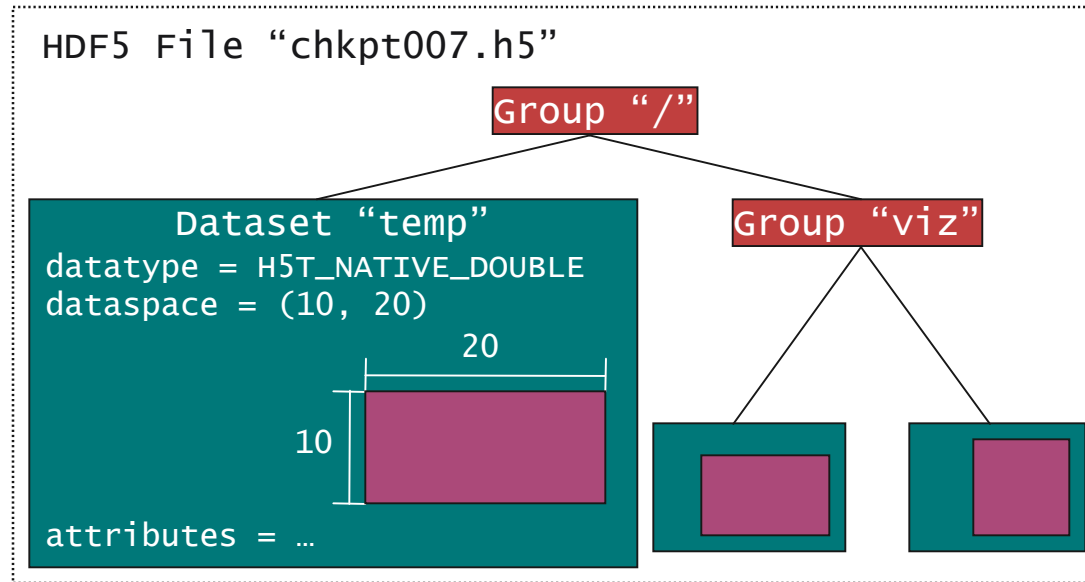 HDF5 File “chkpt007.h5”
Group “/”
Dataset “temp”
Group “viz”
datatype = H5T_NATIVE_DOUBLE
dataspace = (10, 20)
20
10
attributes = …